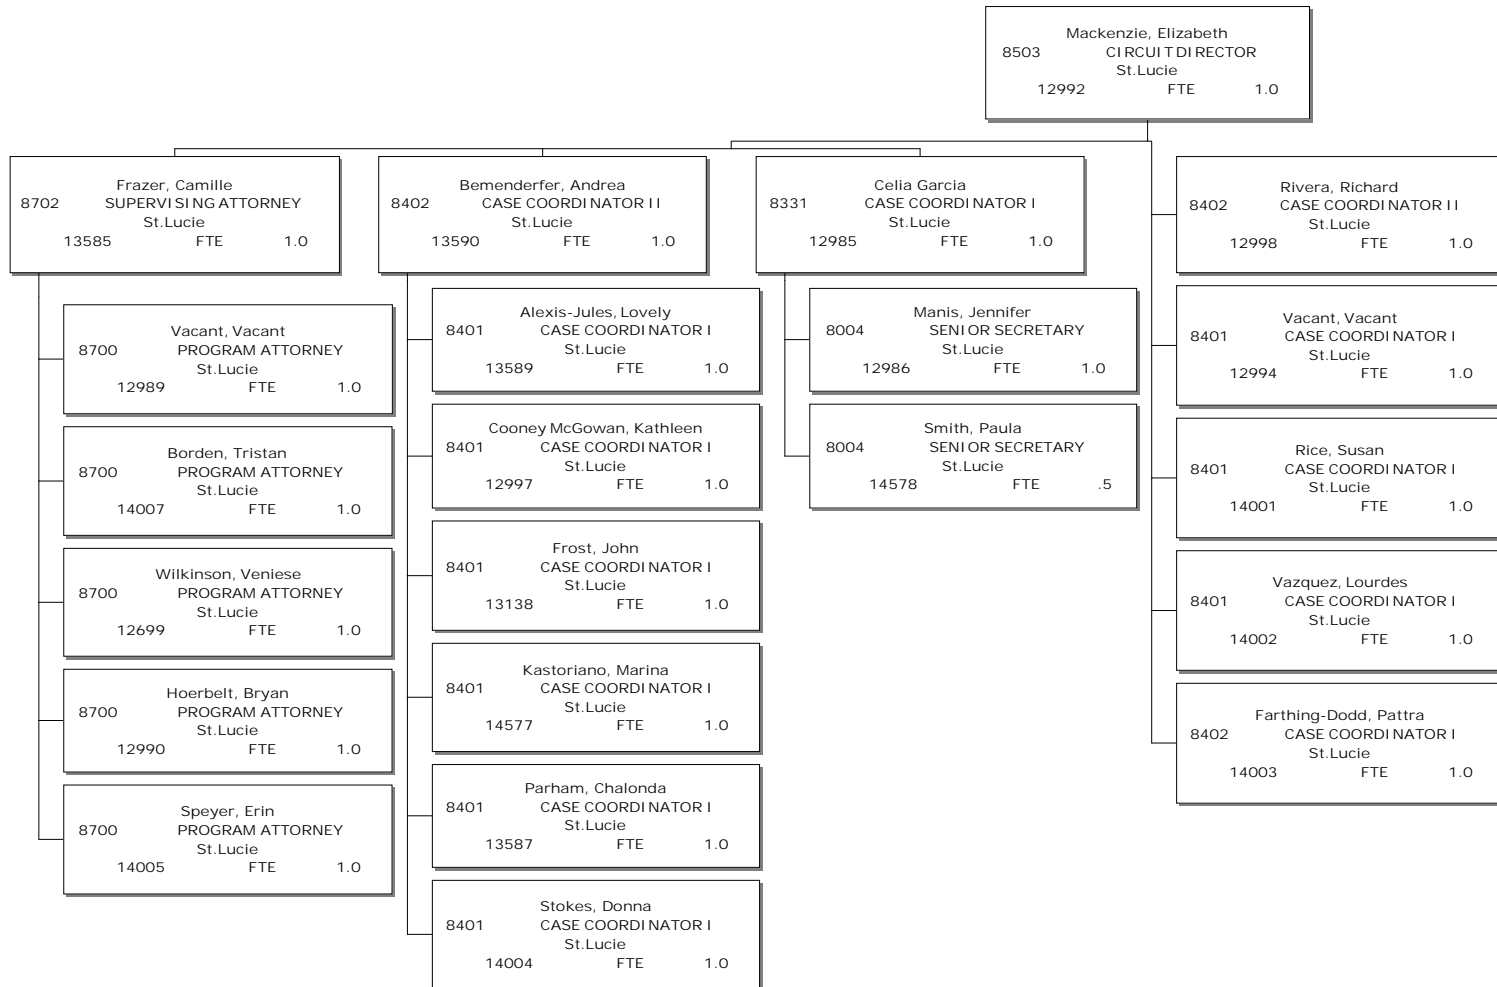 Mackenzie, Elizabeth
8503 CIRCUIT DIRECTOR
St.Lucie
12992 FTE 1.0
Frazer, Camille
8702 SUPERVISING ATTORNEY
St.Lucie
13585 FTE 1.0
Bemenderfer, Andrea
8402 CASE COORDINATOR II
St.Lucie
13590 FTE 1.0
Celia Garcia
8331 CASE COORDINATOR I
St.Lucie
12985 FTE 1.0
Rivera, Richard
8402 CASE COORDINATOR II
St.Lucie
12998 FTE 1.0
Vacant, Vacant
8700 PROGRAM ATTORNEY
St.Lucie
12989 FTE 1.0
Borden, Tristan
8700 PROGRAM ATTORNEY
St.Lucie
14007 FTE 1.0
Wilkinson, Veniese
8700 PROGRAM ATTORNEY
St.Lucie
12699 FTE 1.0
Hoerbelt, Bryan
8700 PROGRAM ATTORNEY
St.Lucie
12990 FTE 1.0
Speyer, Erin
8700 PROGRAM ATTORNEY
St.Lucie
14005 FTE 1.0
Alexis-Jules, Lovely
8401 CASE COORDINATOR I
St.Lucie
13589 FTE 1.0
Cooney McGowan, Kathleen
8401 CASE COORDINATOR I
St.Lucie
12997 FTE 1.0
Frost, John
8401 CASE COORDINATOR I
St.Lucie
13138 FTE 1.0
Kastoriano, Marina
8401 CASE COORDINATOR I
St.Lucie
14577 FTE 1.0
Parham, Chalonda
8401 CASE COORDINATOR I
St.Lucie
13587 FTE 1.0
Stokes, Donna
8401 CASE COORDINATOR I
St.Lucie
14004 FTE 1.0
Manis, Jennifer
8004 SENIOR SECRETARY
St.Lucie
12986 FTE 1.0
Smith, Paula
8004 SENIOR SECRETARY
St.Lucie
14578 FTE .5
Vacant, Vacant
8401 CASE COORDINATOR I
St.Lucie
12994 FTE 1.0
Rice, Susan
8401 CASE COORDINATOR I
St.Lucie
14001 FTE 1.0
Vazquez, Lourdes
8401 CASE COORDINATOR I
St.Lucie
14002 FTE 1.0
Farthing-Dodd, Pattra
8402 CASE COORDINATOR I
St.Lucie
14003 FTE 1.0